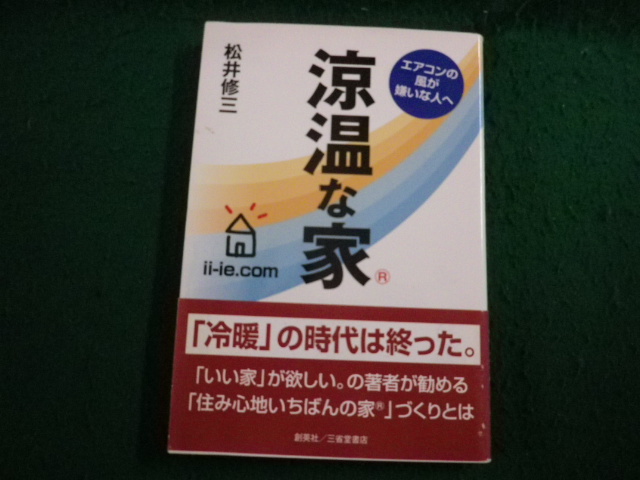 松井修三
涼温な家®
エアコンの
風が
嫌いな人へ
ii-ie.com
「冷暖」の時代は終った。
「いい家」が欲しい。の著者が勧める
「住み心地いちばんの家®」づくりとは
創英社／三省堂書店